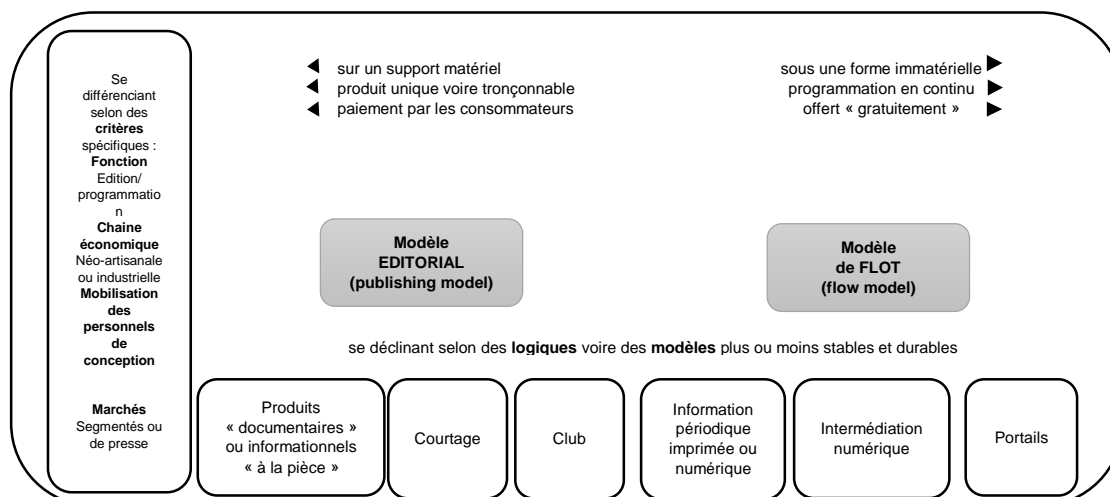 Se
différenciant
selon des
critères
spécifiques :
Fonction
Edition/
programmatio
n
Chaine
économique
Néo-artisanale
ou industrielle
Mobilisation
des
personnels
de
conception
Marchés
Segmentés ou
de presse
sur un support matériel
produit unique voire tronçonnable
paiement par les consommateurs
sous une forme immatérielle
programmation en continu
offert « gratuitement »
Modèle
EDITORIAL
(publishing model)
Modèle
de FLOT
(flow model)
se déclinant selon des logiques voire des modèles plus ou moins stables et durables
Produits
« documentaires »
ou informationnels
« à la pièce »
Courtage
Club
Information
périodique
imprimée ou
numérique
Intermédiation
numérique
Portails